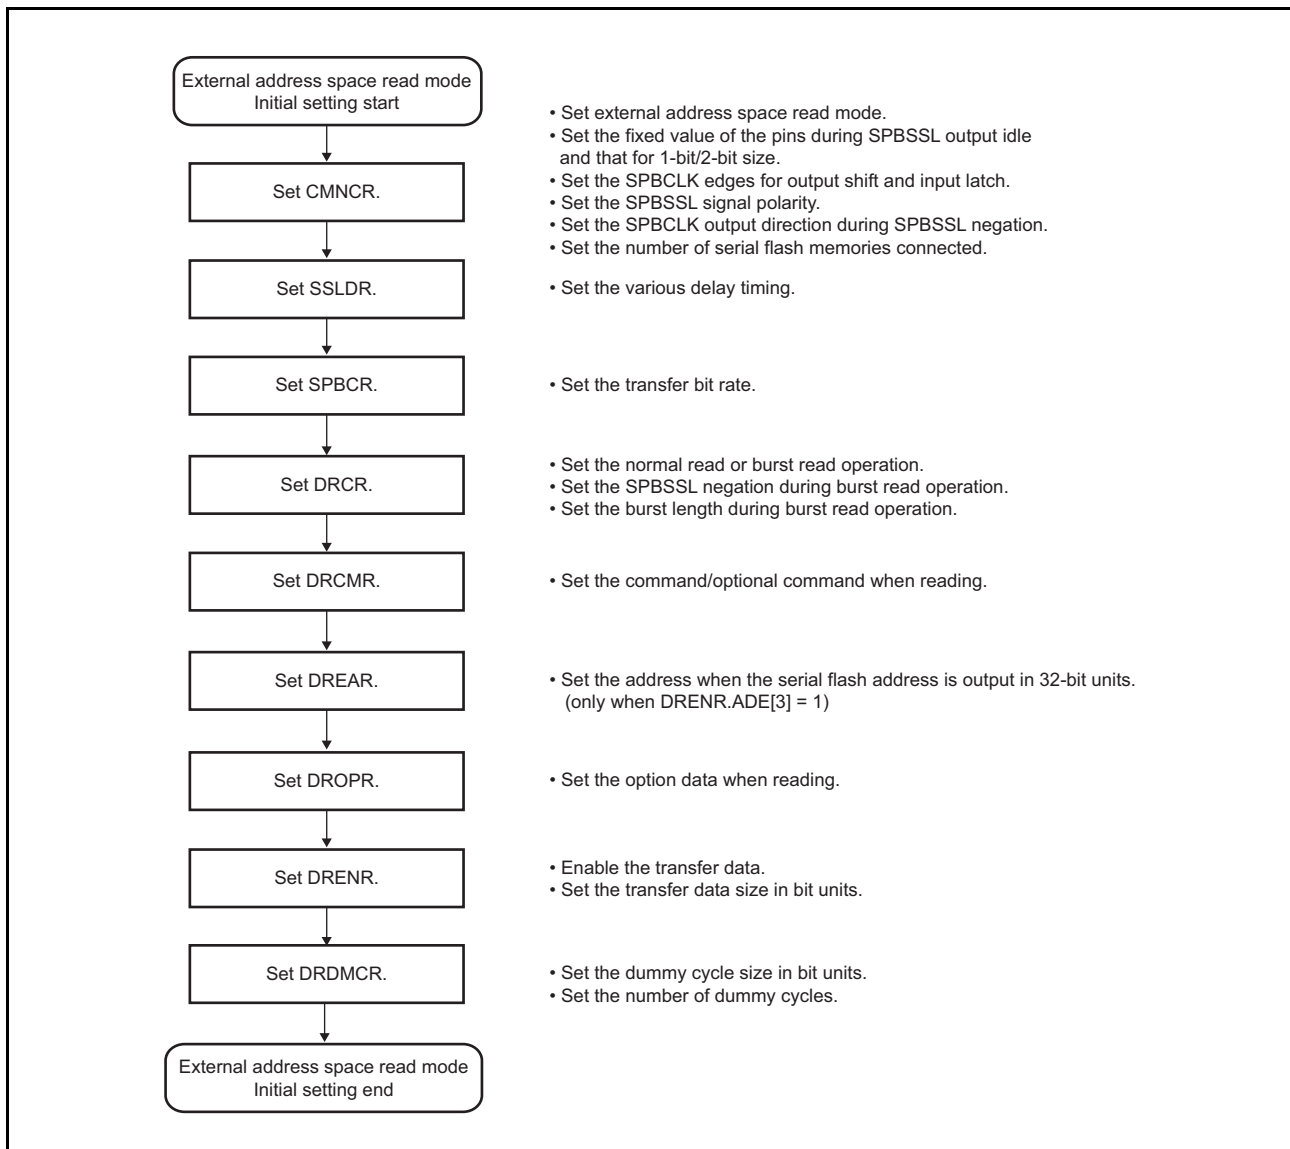 External address space read mode
Initial setting start
• Set external address space read mode.
• Set the fixed value of the pins during SPBSSL output idle
and that for 1-bit/2-bit size.
Set CMNCR.
• Set the SPBCLK edges for output shift and input latch.
• Set the SPBSSL signal polarity.
• Set the SPBCLK output direction during SPBSSL negation.
• Set the number of serial flash memories connected.
Set SSLDR.
• Set the various delay timing.
Set SPBCR.
• Set the transfer bit rate.
Set DRCR.
• Set the normal read or burst read operation.
• Set the SPBSSL negation during burst read operation.
• Set the burst length during burst read operation.
Set DRCMR.
• Set the command/optional command when reading.
Set DREAR.
• Set the address when the serial flash address is output in 32-bit units.
(only when DRENR.ADE[3] = 1)
Set DROPR.
• Set the option data when reading.
Set DRENR.
• Enable the transfer data.
• Set the transfer data size in bit units.
Set DRDMCR.
• Set the dummy cycle size in bit units.
• Set the number of dummy cycles.
External address space read mode
Initial setting end